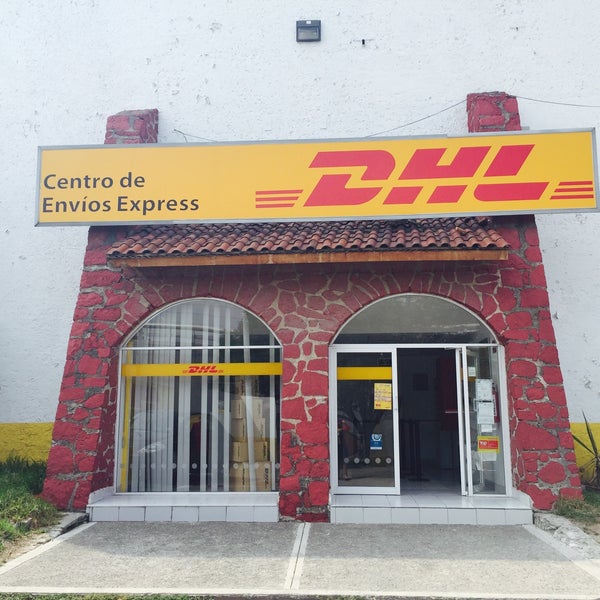 Centro de
Envíos Express
DHL
DHL